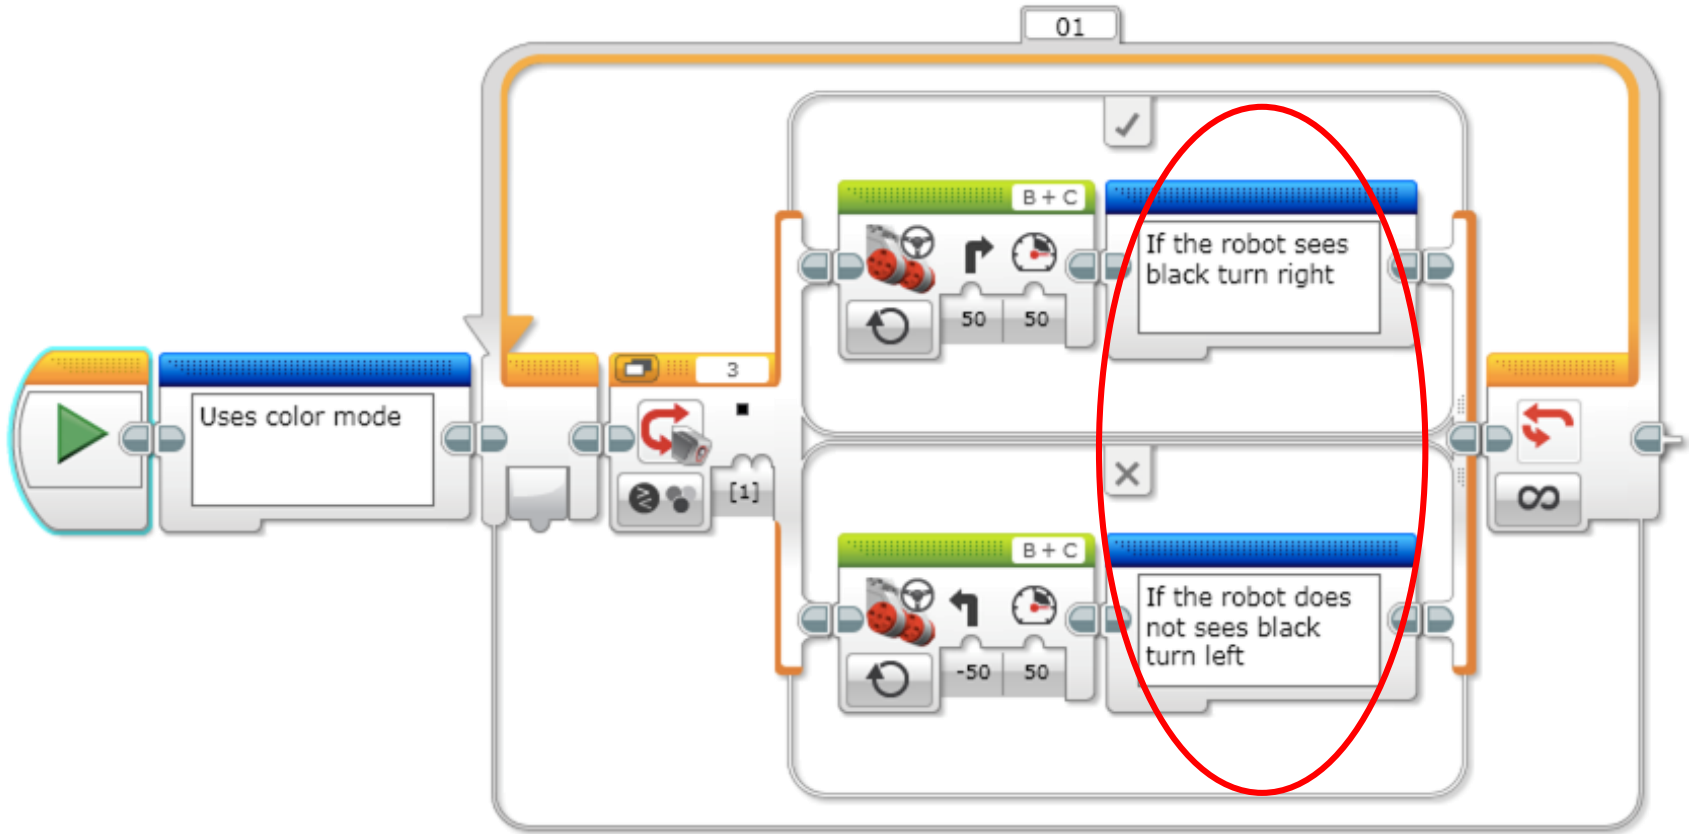 01
B + C
If the robot sees
black turn right
50
50
3
Uses color mode
[1]
B + C
If the robot does
not sees black
turn left
-50
50